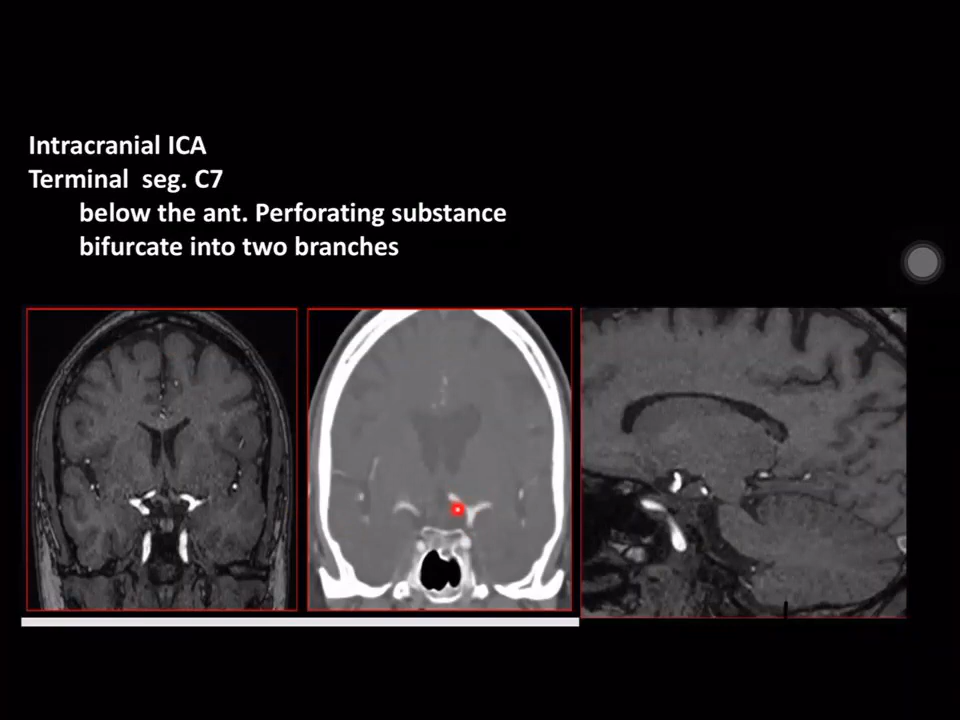 Intracranial ICA
Terminal  seg. C7
below the ant. Perforating substance
bifurcate into two branches